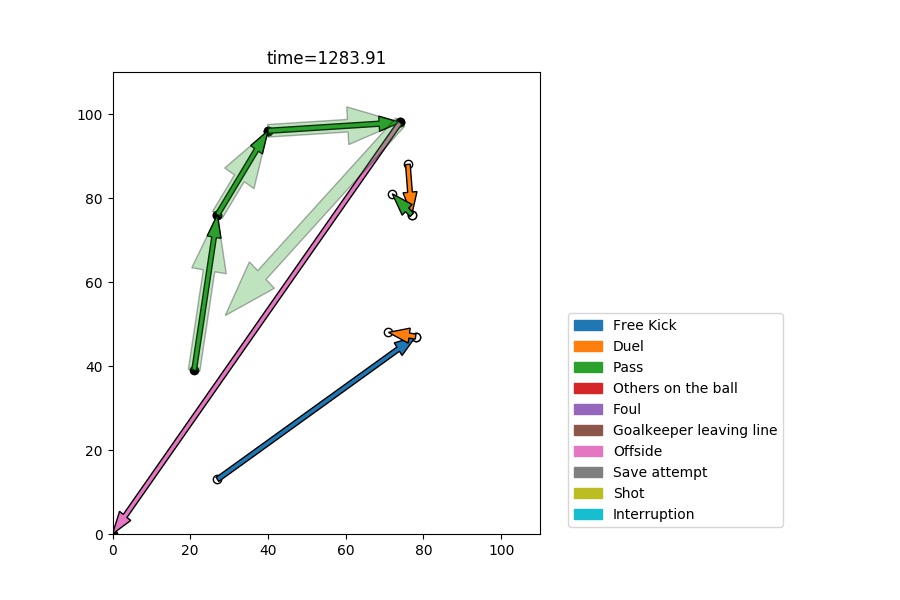 time=1283.91
100
80
60
40
20
0
0 20 40 60 80 100
Free Kick
Duel
Pass
Others on the ball
Foul
Goalkeeper leaving line
Offside
Save attempt
Shot
Interruption